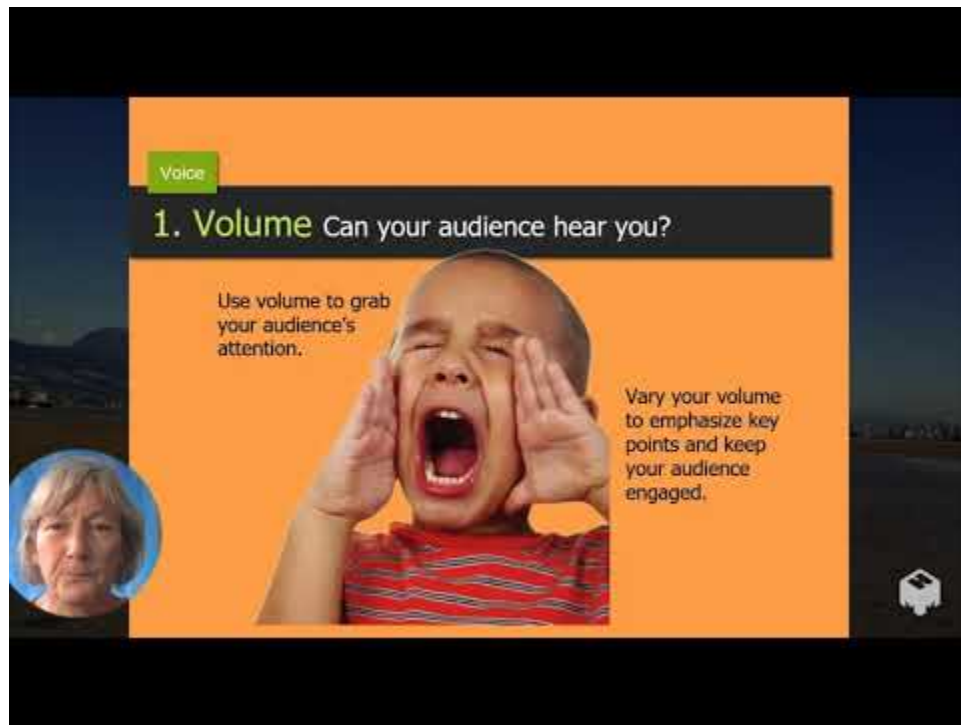 Voice
1. Volume Can your audience hear you?
Use volume to grab
your audience's
attention.
Vary your volume
to emphasize key
points and keep
your audience
engaged.